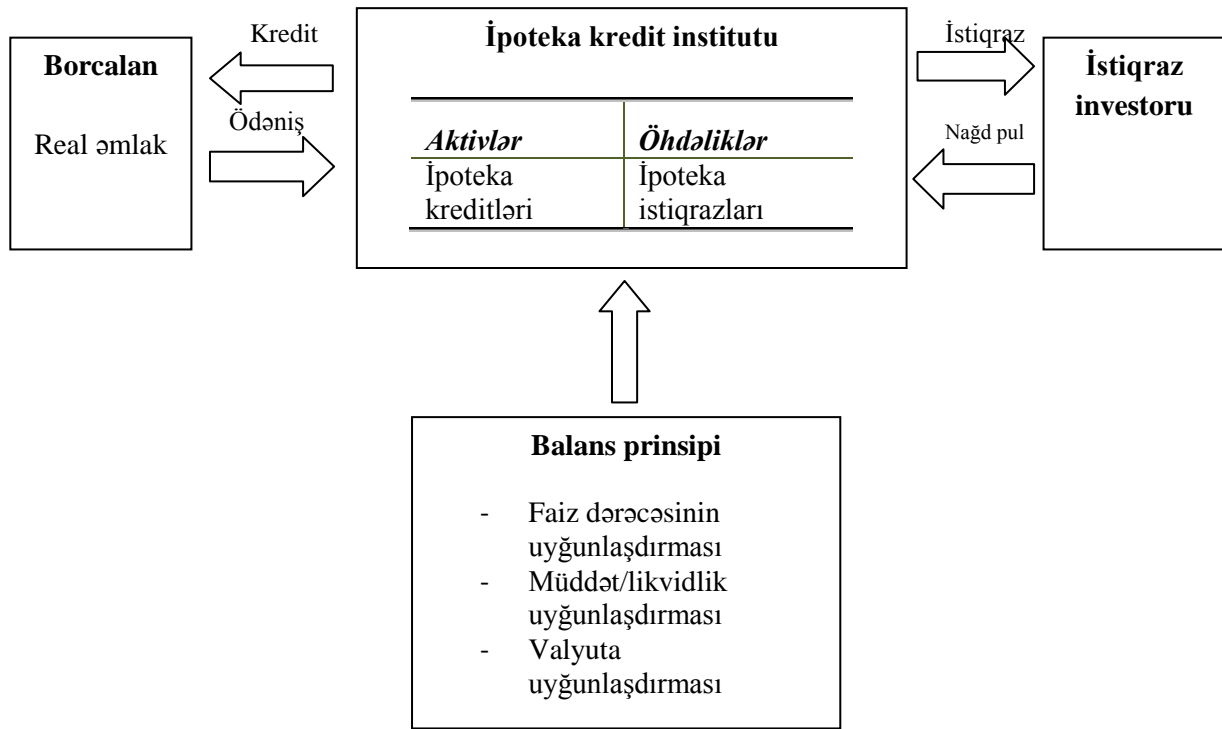 Borcalan
Real əmlak
Kredit
Ödəniş
İpoteka kredit institutu
Aktivlər
Öhdəliklər
İpoteka
kreditləri
İpoteka
istiqrazları
İstiqraz
Nağd pul
İstiqraz
investoru
Balans prinsipi
- Faiz dərəcəsinin
uyğunlaşdırması
- Müddət/likvidlik
uyğunlaşdırması
- Valyuta
uyğunlaşdırması